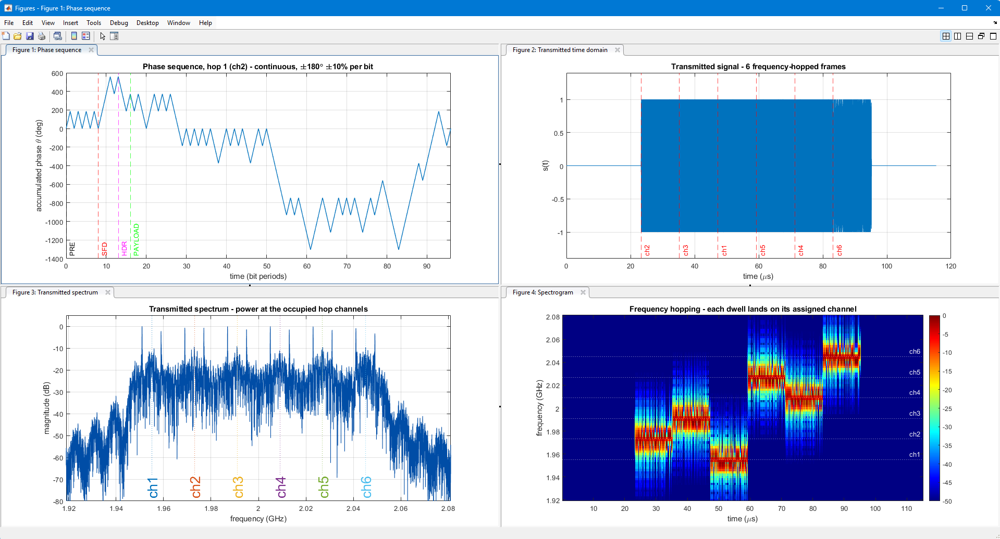 Figures - Figure 1: Phase sequence
File Edit View Insert Tools Debug Desktop Window Help
Figure 1: Phase sequence
Phase sequence, hop 1 (ch2) - continuous, ±180° ±10% per bit
accumulated phase θ (deg)
600
400
200
0
-200
-400
-600
-800
-1000
-1200
-1400
PRE
SFD
HDR
PAYLOAD
0 10 20 30 40 50 60 70 80 90
time (bit periods)
Figure 2: Transmitted time domain
Transmitted signal - 6 frequency-hopped frames
s(t)
1
0.5
0
-0.5
-1
ch2
ch3
ch1
ch5
ch4
ch6
0 20 40 60 80 100 120
time (μs)
Figure 3: Transmitted spectrum
Transmitted spectrum - power at the occupied hop channels
magnitude (dB)
0
-10
-20
-30
-40
-50
-60
-70
-80
ch1
ch2
ch3
ch4
ch5
ch6
1.92 1.94 1.96 1.98 2 2.02 2.04 2.06 2.08
frequency (GHz)
Figure 4: Spectrogram
Frequency hopping - each dwell lands on its assigned channel
frequency (GHz)
2.08
2.06
2.04
2.02
2
1.98
1.96
1.94
1.92
ch6
ch5
ch4
ch3
ch2
ch1
10 20 30 40 50 60 70 80 90 100 110
time (μs)
0
-5
-10
-15
-20
-25
-30
-35
-40
-45
-50